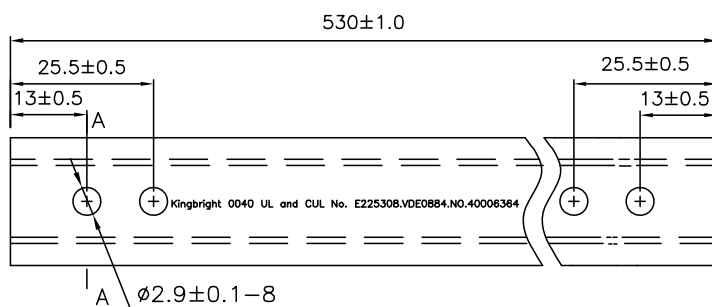 530±1.0
25.5±0.5 25.5±0.5
13±0.5 A 13±0.5
Kingbright 0040 UL and CUL No. E225308.VDE0884.NO.40006364
A ø2.9±0.1-8